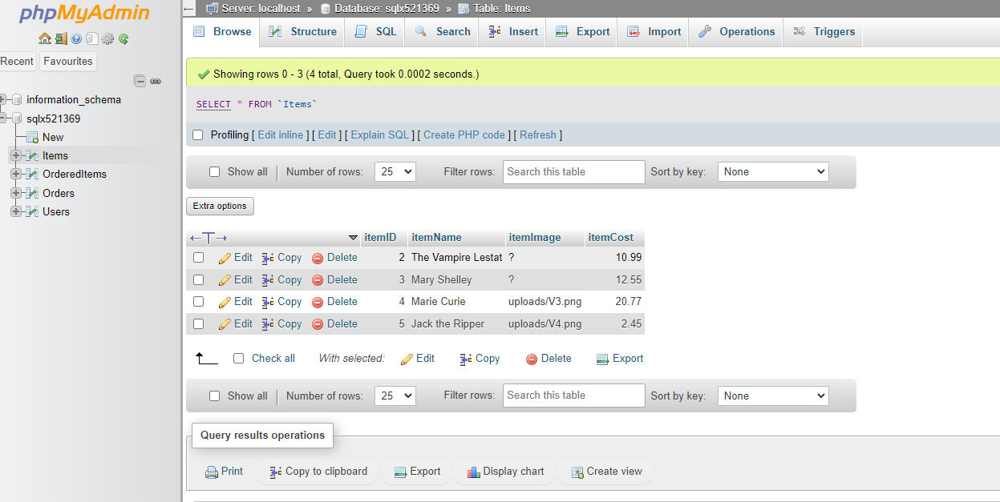 phpMyAdmin
Recent Favourites
information_schema
sqlx521369
New
Items
OrderedItems
Orders
Users
Server: localhost » Database: sqlx521369 » Table: Items
Browse Structure SQL Search Insert Export Import Operations Triggers
Showing rows 0 - 3 (4 total, Query took 0.0002 seconds.)
SELECT * FROM `Items`
Profiling [ Edit inline ] [ Edit ] [ Explain SQL ] [ Create PHP code ] [ Refresh ]
Show all | Number of rows: 25 Filter rows: Search this table Sort by key: None
Extra options
←T→ itemID itemName itemImage itemCost
Edit Copy Delete 2 The Vampire Lestat ? 10.99
Edit Copy Delete 3 Mary Shelley ? 12.55
Edit Copy Delete 4 Marie Curie uploads/V3.png 20.77
Edit Copy Delete 5 Jack the Ripper uploads/V4.png 2.45
Check all With selected: Edit Copy Delete Export
Show all | Number of rows: 25 Filter rows: Search this table Sort by key: None
Query results operations
Print Copy to clipboard Export Display chart Create view